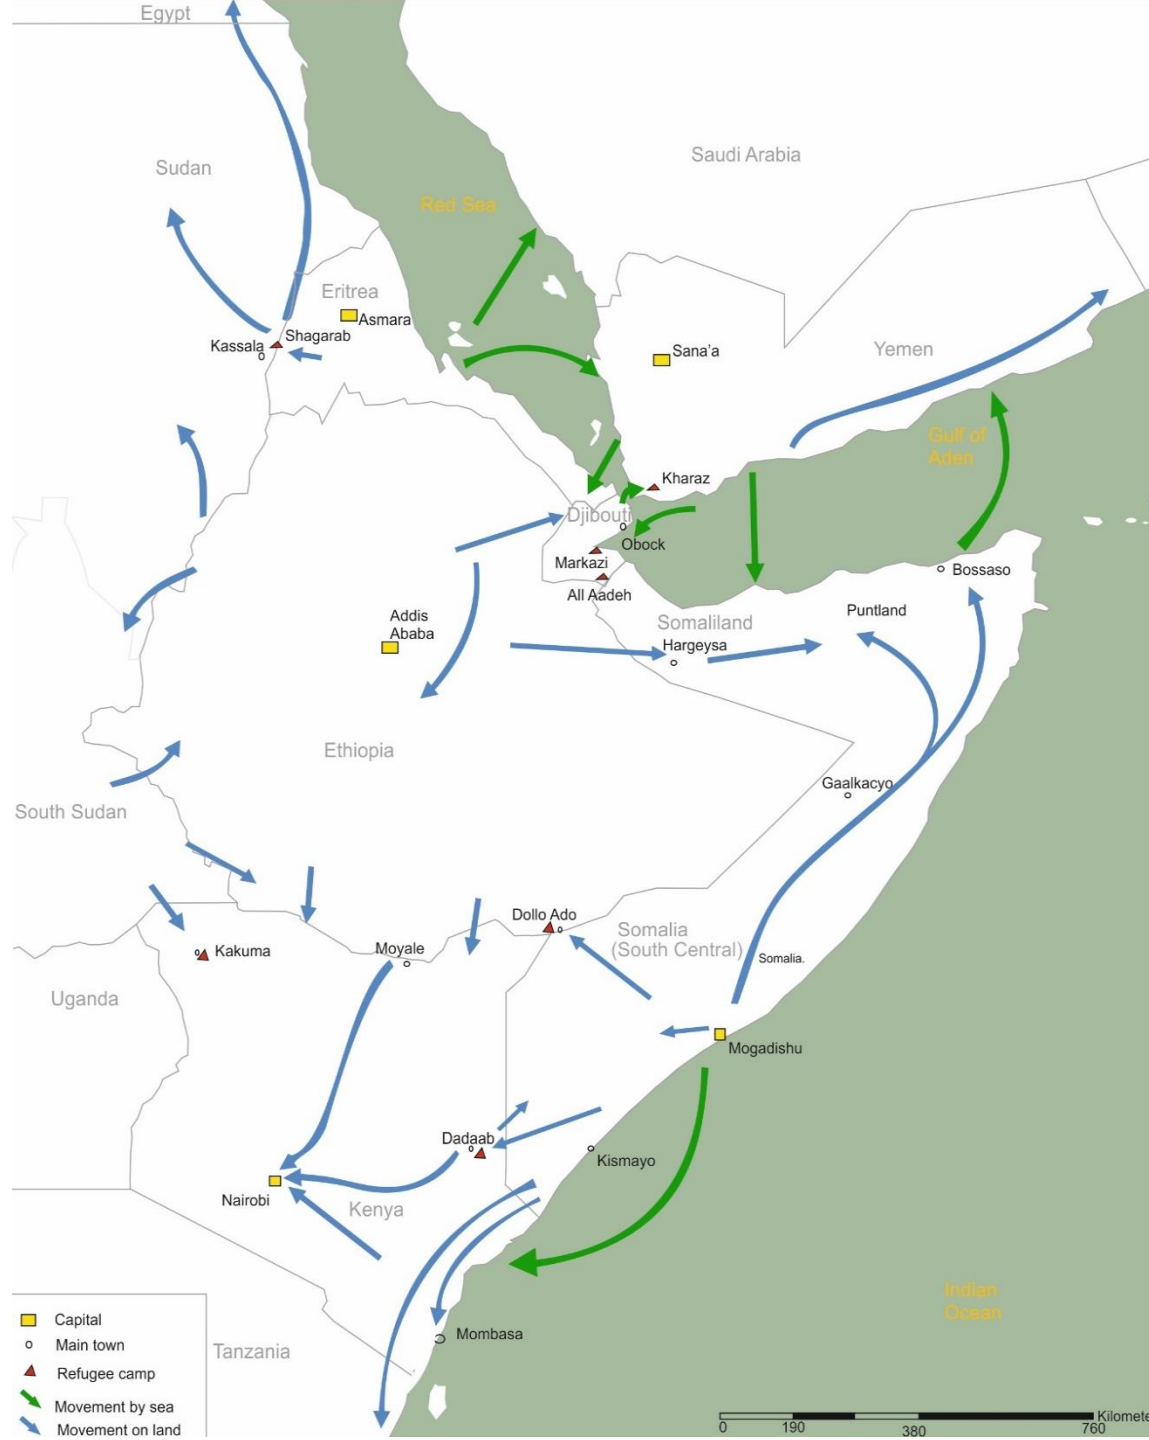 Egypt
Sudan
Saudi Arabia
Red Sea
Eritrea
Asmara
Shagarab
Kassala
Sana'a
Yemen
Gulf of
Aden
Kharaz
Djibouti
Obock
Markazi
All Aadeh
Bossaso
Puntland
Somaliland
Hargeysa
Addis
Ababa
Ethiopia
South Sudan
Gaalkacyo
Dollo Ado
Somalia
(South Central)
Somalia.
Moyale
Kakuma
Uganda
Mogadishu
Dadaab
Kismayo
Nairobi
Kenya
Indian
Ocean
Mombasa
Tanzania
Capital
Main town
Refugee camp
Movement by sea
Movement on land
Kilomete
0 190 380 760